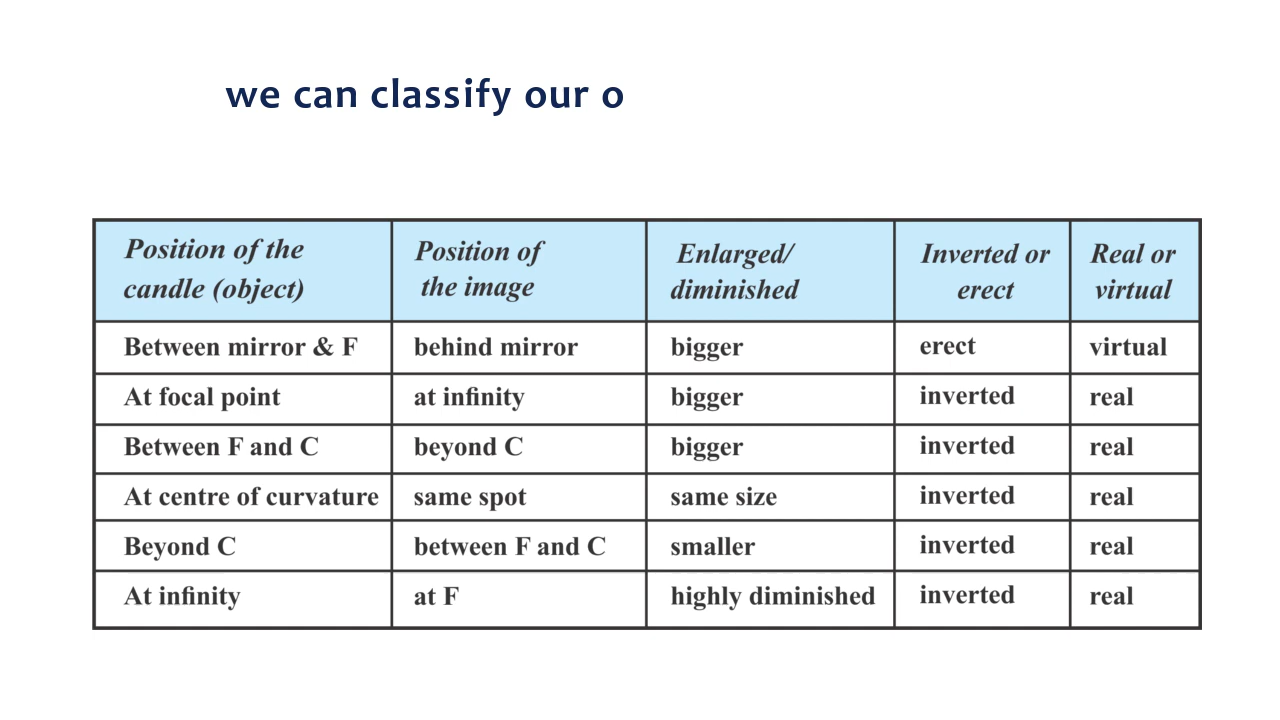 we can classify our o
Position of the candle (object) Position of the image Enlarged/ diminished Inverted or erect Real or virtual
Between mirror & F behind mirror bigger erect virtual
At focal point at infinity bigger inverted real
Between F and C beyond C bigger inverted real
At centre of curvature same spot same size inverted real
Beyond C between F and C smaller inverted real
At infinity at F highly diminished inverted real